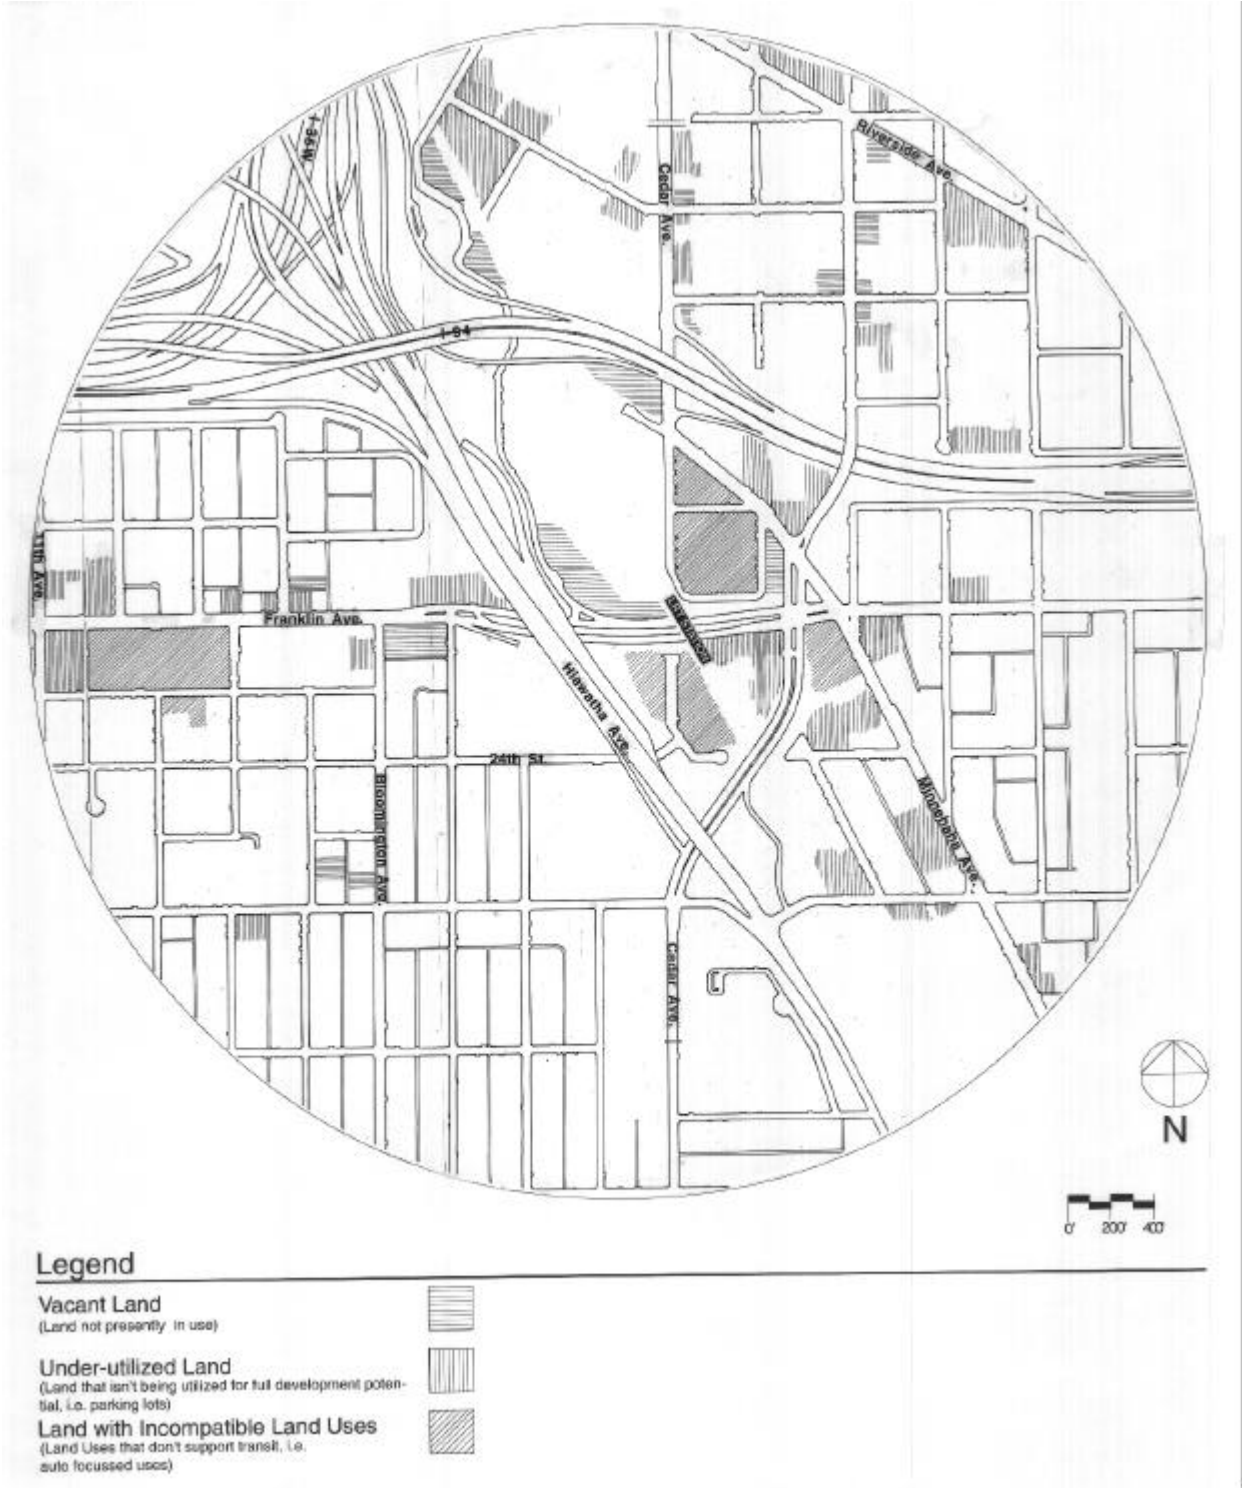 I-35W
Riverside Ave.
Cedar Ave.
I-94
11th Ave.
Franklin Ave.
Hiawatha Ave.
24th St.
Bloomington Ave.
Minnehaha Ave.
Cedar Ave.
N
0' 200' 400'
Legend
Vacant Land
(Land not presently in use)
Under-utilized Land
(Land that isn't being utilized for full development poten-
tial, i.e. parking lots)
Land with Incompatible Land Uses
(Land Uses that don't support transit, i.e.
auto focussed uses)